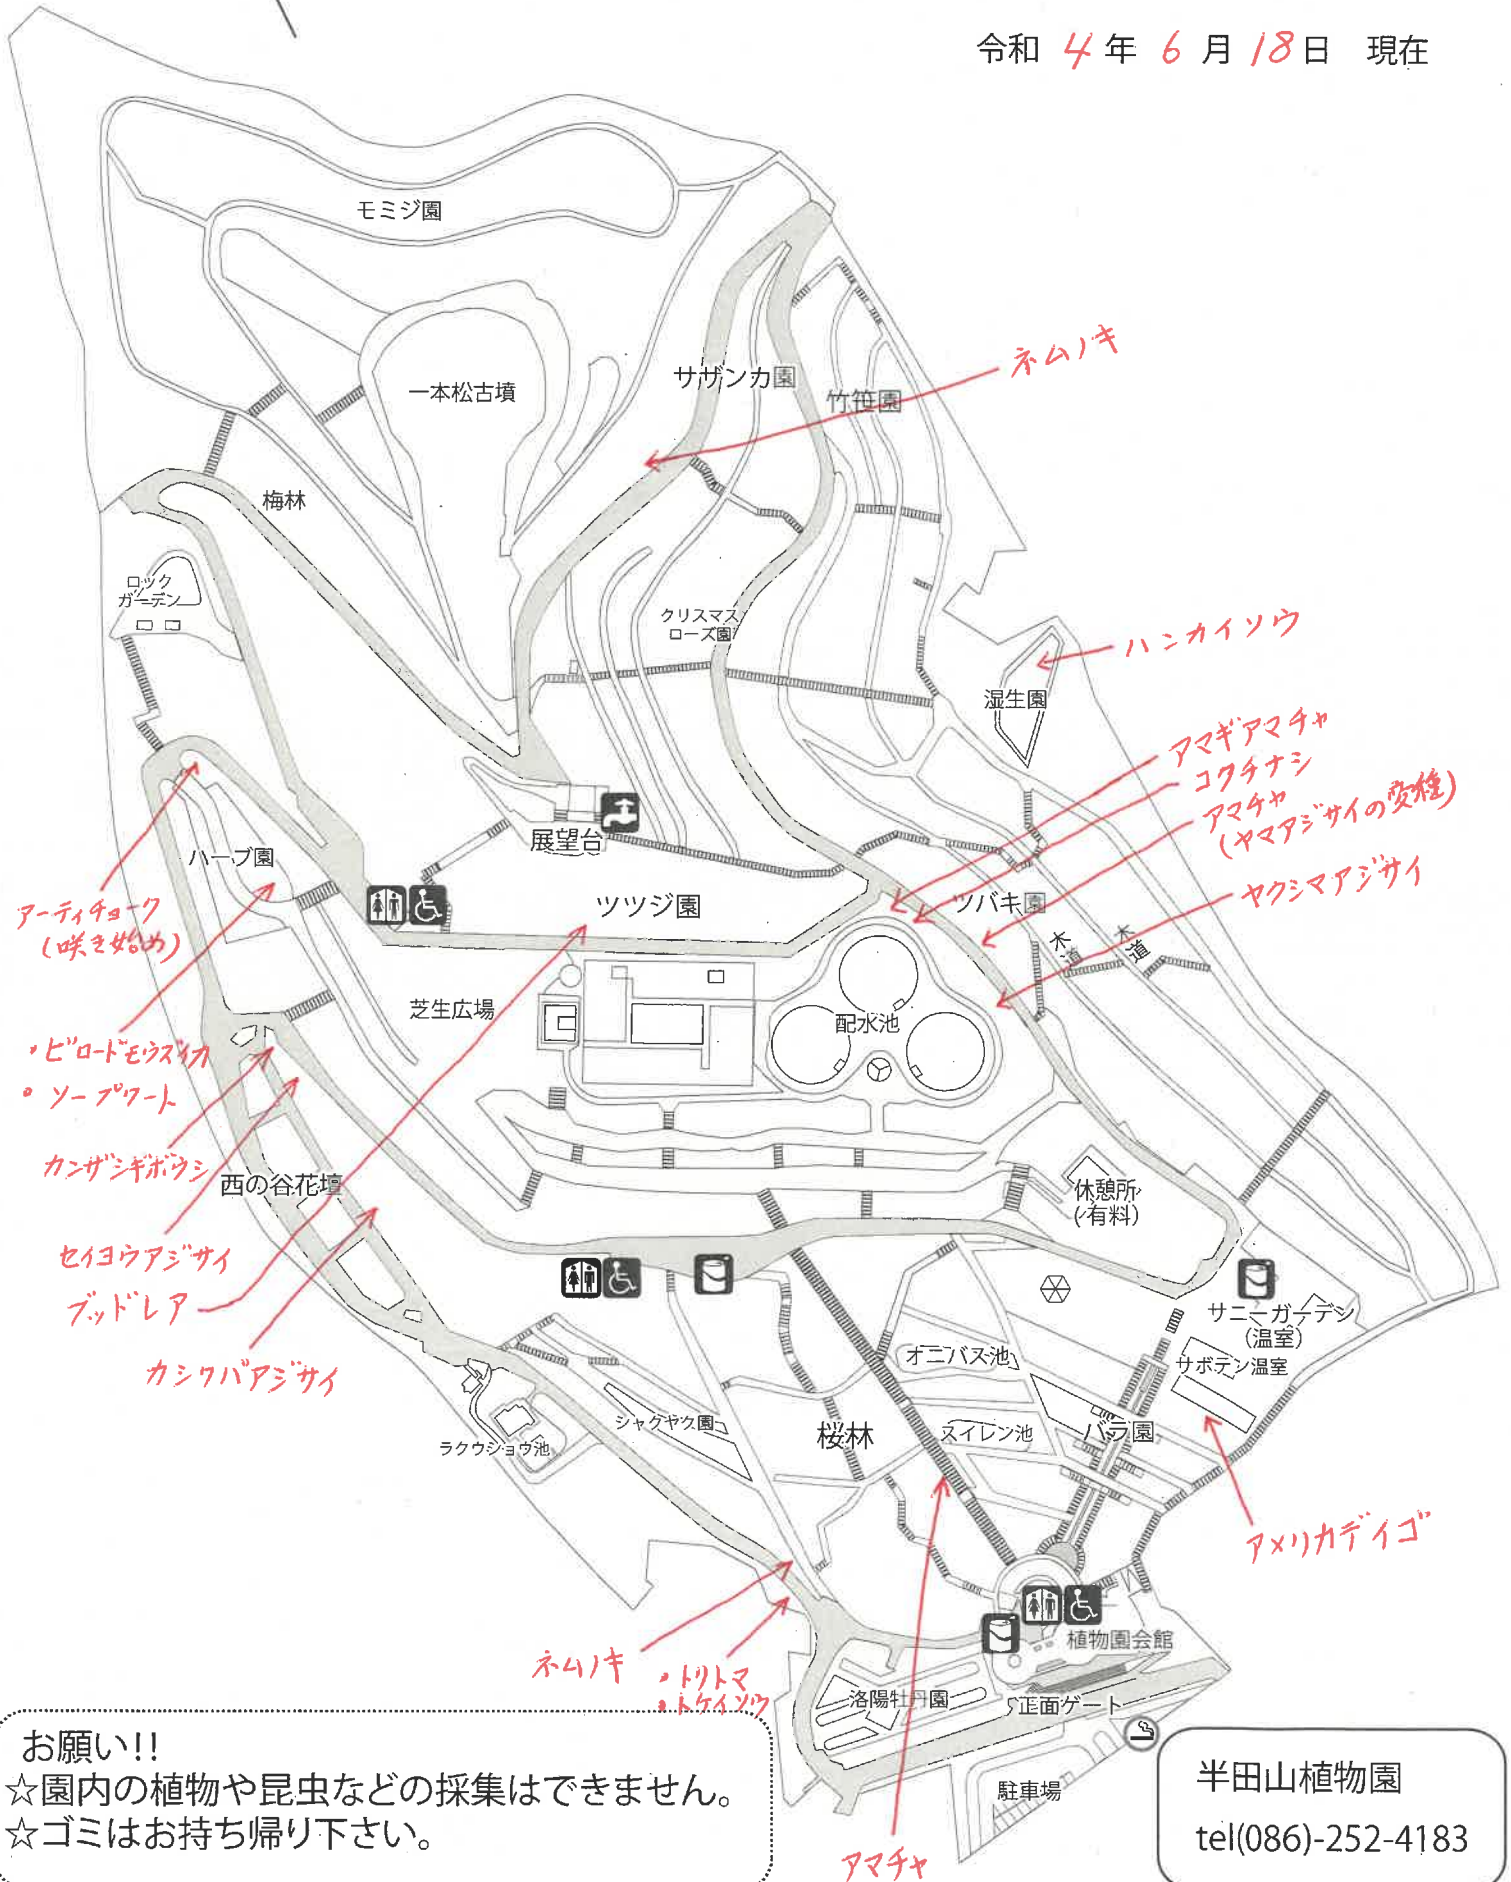 令和 4 年 6 月 18日 現在
モミジ園
サザンカ園
ネムノキ
一本松古墳
竹笹園
梅林
ロック
ガーデン
クリスマス
ローズ園
ハンカイソウ
湿生園
アマギアマチャ
コクチナシ
アマチャ
(ヤマアジサイの変種)
ヤクシマアジサイ
展望台
ハーブ園
ツツジ園
ツバキ園
木道
木道
アーティチョーク
(咲き始め)
芝生広場
配水池
・ビロードモウズイカ
・ソープワート
カンザシギボウシ
西の谷花壇
休憩所
(有料)
セイヨウアジサイ
ブッドレア
カシワバアジサイ
サニーガーデン
(温室)
サボテン温室
オニバス池
シャクヤク園
桜林
スイレン池
バラ園
ラクウショウ池
アメリカデイゴ
ネムノキ
・トリトマ
・トケイソウ
植物園会館
洛陽牡丹園
正面ゲート
駐車場
アマチャ
お願い!!
☆園内の植物や昆虫などの採集はできません。
☆ゴミはお持ち帰り下さい。
半田山植物園
tel(086)-252-4183